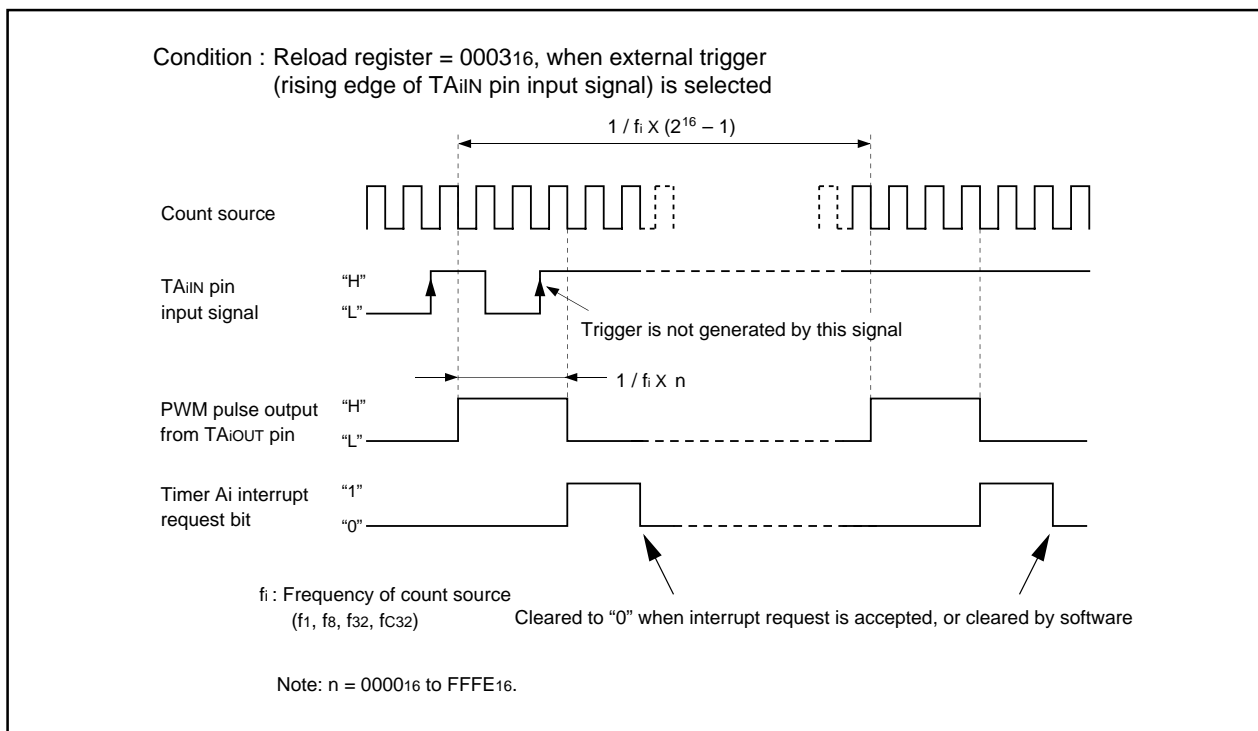 Condition : Reload register = 000316, when external trigger
(rising edge of TAiIN pin input signal) is selected
1 / fi X (2^16 – 1)
Count source
TAiIN pin
input signal
“H”
“L”
Trigger is not generated by this signal
1 / fi X n
PWM pulse output
from TAiOUT pin
“H”
“L”
Timer Ai interrupt
request bit
“1”
“0”
fi : Frequency of count source
(f1, f8, f32, fC32)
Cleared to “0” when interrupt request is accepted, or cleared by software
Note: n = 000016 to FFFE16.